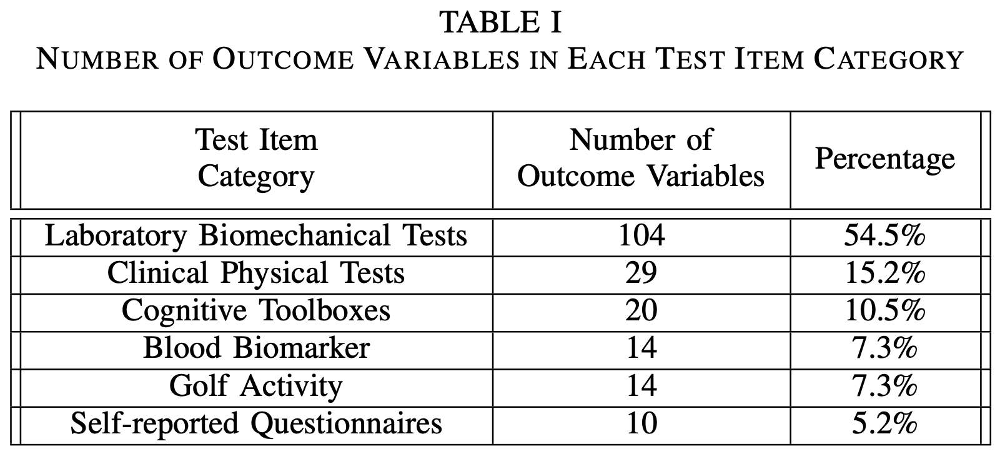 TABLE I
NUMBER OF OUTCOME VARIABLES IN EACH TEST ITEM CATEGORY
Test Item
Category
Number of
Outcome Variables
Percentage
Laboratory Biomechanical Tests 104 54.5%
Clinical Physical Tests 29 15.2%
Cognitive Toolboxes 20 10.5%
Blood Biomarker 14 7.3%
Golf Activity 14 7.3%
Self-reported Questionnaires 10 5.2%